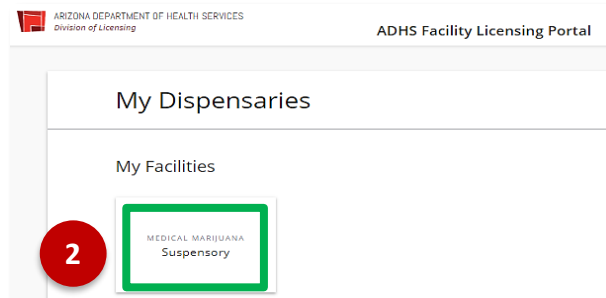 ARIZONA DEPARTMENT OF HEALTH SERVICES
Division of Licensing
ADHS Facility Licensing Portal
My Dispensaries
My Facilities
MEDICAL MARIJUANA
Suspensory
2